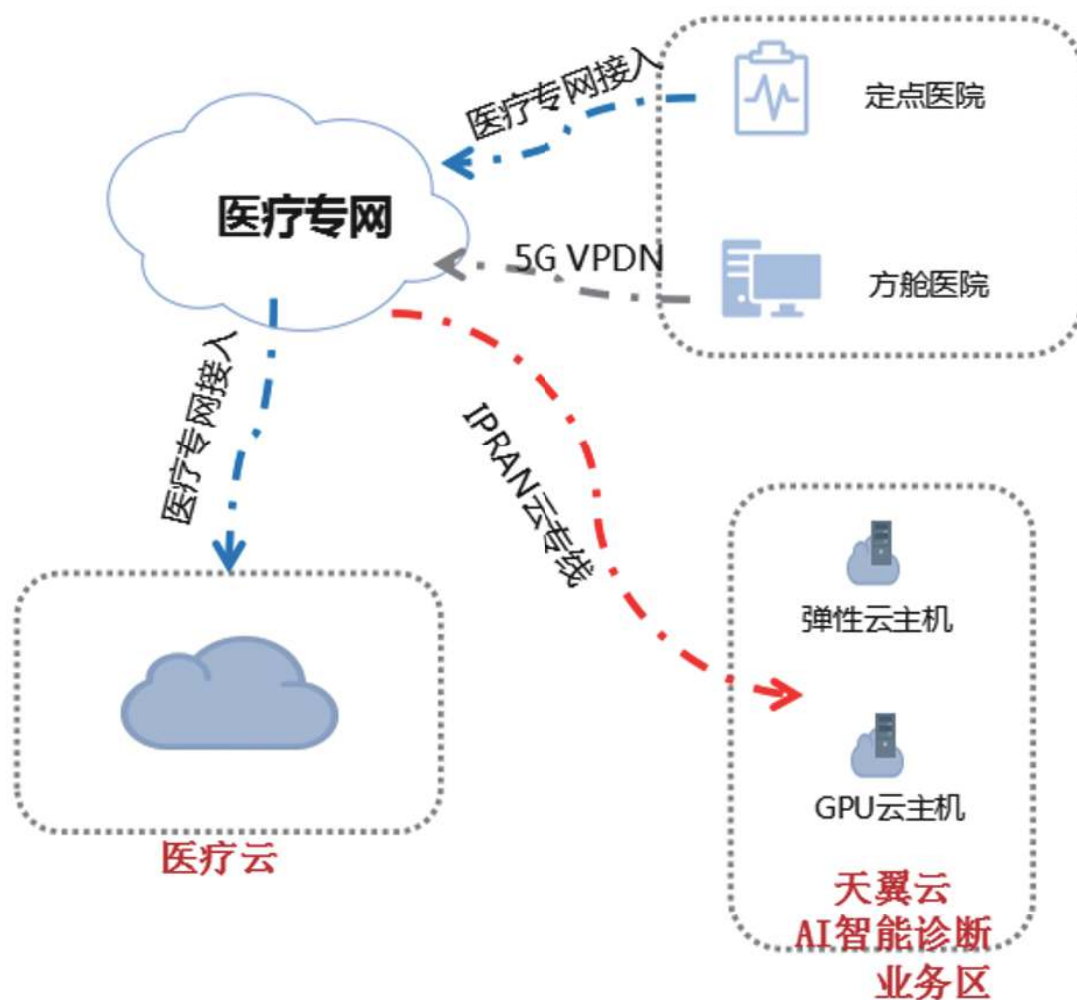 医疗专网接入
定点医院
医疗专网
5G VPDN
方舱医院
医疗专网接入
IPRAN云专线
弹性云主机
GPU云主机
医疗云
天翼云
AI智能诊断
业务区